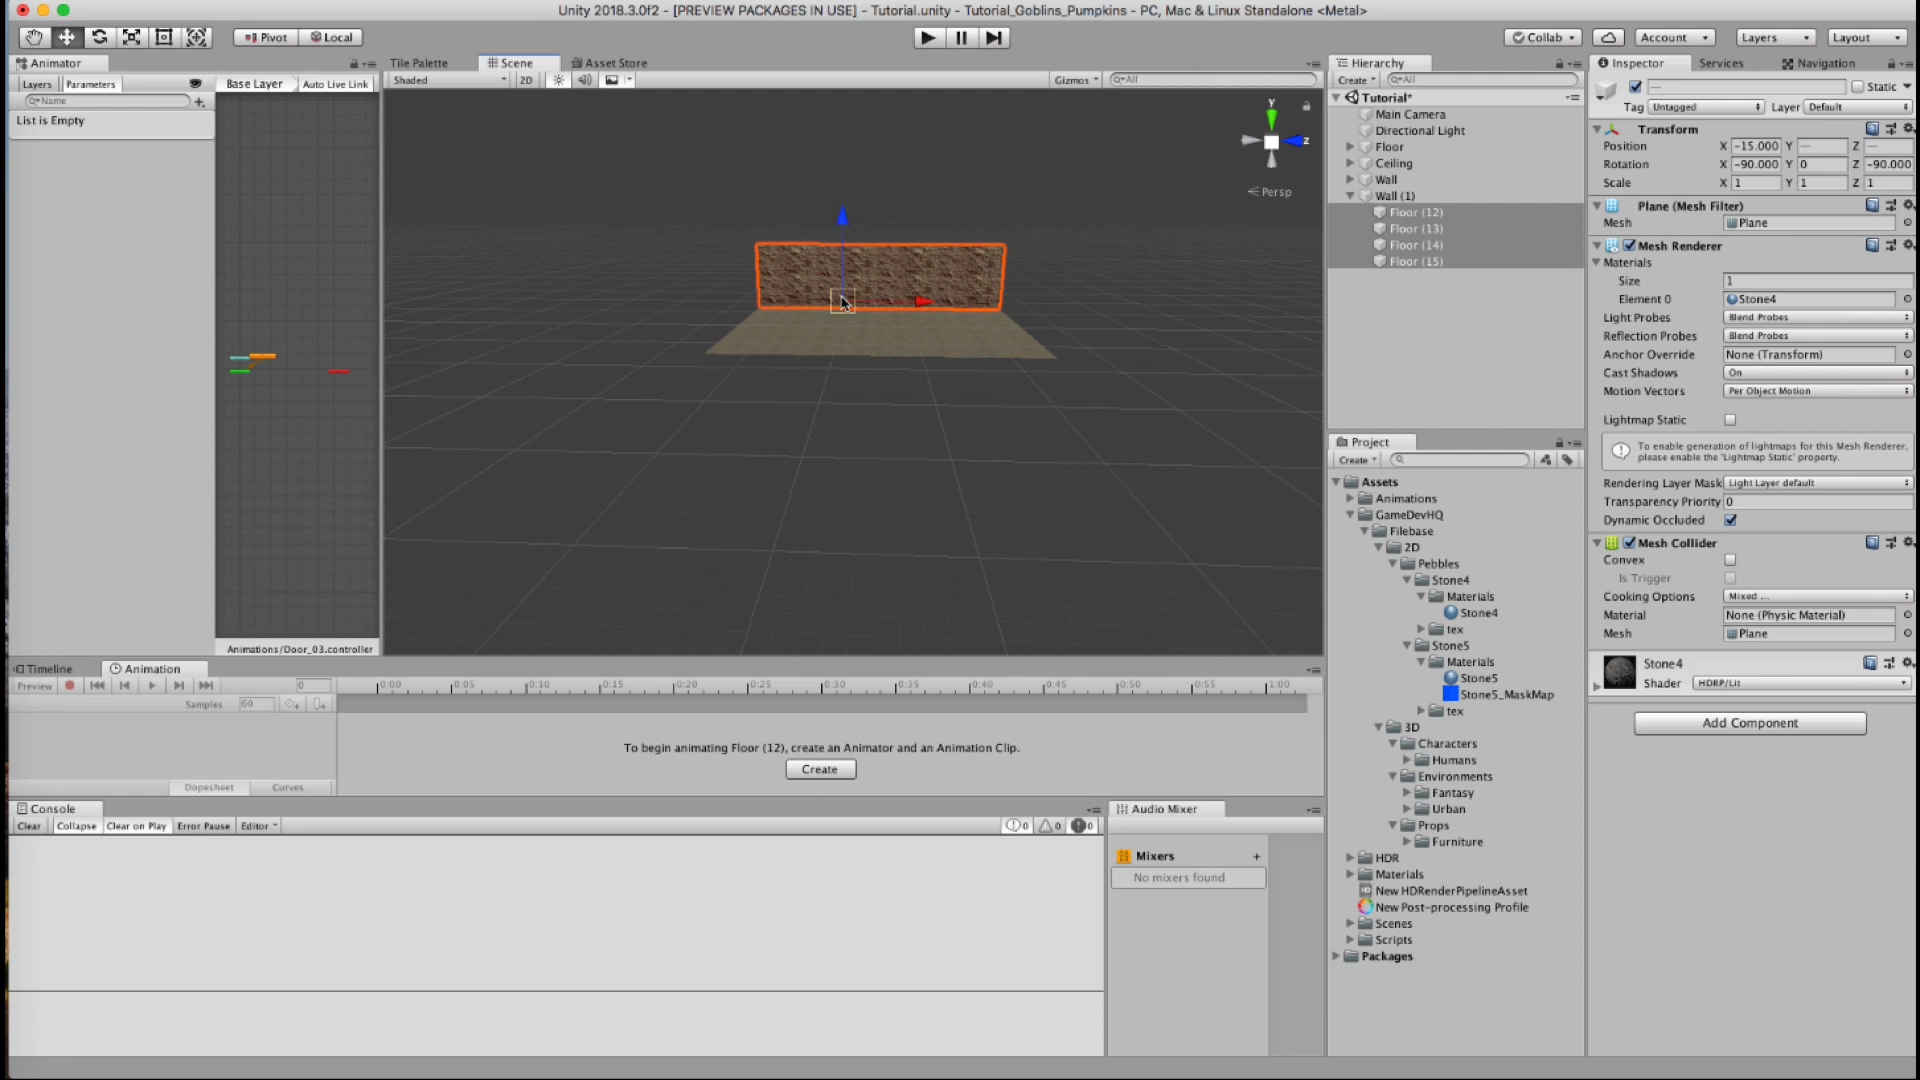 Unity 2018.3.0f2 - [PREVIEW PACKAGES IN USE] - Tutorial.unity - Tutorial_Goblins_Pumpkins - PC, Mac & Linux Standalone <Metal>
Pivot Local Collab Account Layers Layout
Animator
Layers Parameters Base Layer Auto Live Link
Name
List is Empty
Animations/Door_03.controller
Tile Palette Scene Asset Store
Shaded 2D Gizmos All
y
z
Persp
Hierarchy
Create All
Tutorial*
Main Camera
Directional Light
Floor
Ceiling
Wall
Wall (1)
Floor (12)
Floor (13)
Floor (14)
Floor (15)
Project
Create
Assets
Animations
GameDevHQ
Filebase
2D
Pebbles
Stone4
Materials
Stone4
tex
Stone5
Materials
Stone5
Stone5_MaskMap
tex
3D
Characters
Humans
Environments
Fantasy
Urban
Props
Furniture
HDR
Materials
New HDRenderPipelineAsset
New Post-processing Profile
Scenes
Scripts
Packages
Inspector Services Navigation
— Static
Tag Untagged Layer Default
Transform
Position X -15.000 Y — Z —
Rotation X -90.000 Y 0 Z -90.000
Scale X 1 Y 1 Z 1
Plane (Mesh Filter)
Mesh Plane
Mesh Renderer
Materials
Size 1
Element 0 Stone4
Light Probes Blend Probes
Reflection Probes Blend Probes
Anchor Override None (Transform)
Cast Shadows On
Motion Vectors Per Object Motion
Lightmap Static
To enable generation of lightmaps for this Mesh Renderer,
please enable the 'Lightmap Static' property.
Rendering Layer Mask Light Layer default
Transparency Priority 0
Dynamic Occluded
Mesh Collider
Convex
Is Trigger
Cooking Options Mixed ...
Material None (Physic Material)
Mesh Plane
Stone4
Shader HDRP/Lit
Add Component
Timeline Animation
Preview 0 0:00 0:05 0:10 0:15 0:20 0:25 0:30 0:35 0:40 0:45 0:50 0:55 1:00
Samples 60
To begin animating Floor (12), create an Animator and an Animation Clip.
Create
Dopesheet Curves
Console
Clear Collapse Clear on Play Error Pause Editor 0 0 0
Audio Mixer
Mixers +
No mixers found